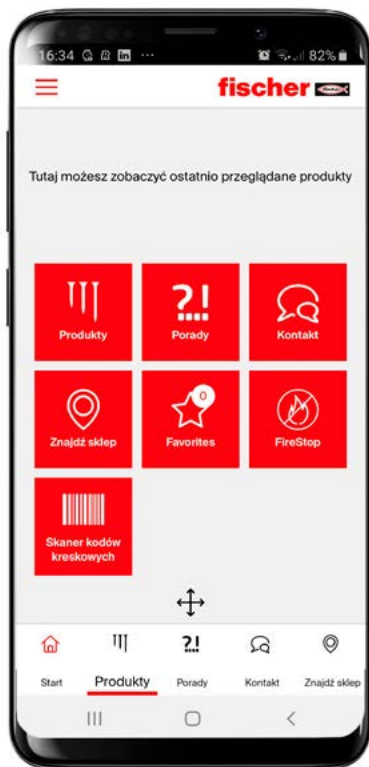 16:34 ... 82%
fischer
Tutaj możesz zobaczyć ostatnio przeglądane produkty
Produkty
?!
Porady
Kontakt
Znajdź sklep
0
Favorites
FireStop
Skaner kodów
kreskowych
?!
Start Produkty Porady Kontakt Znajdź sklep